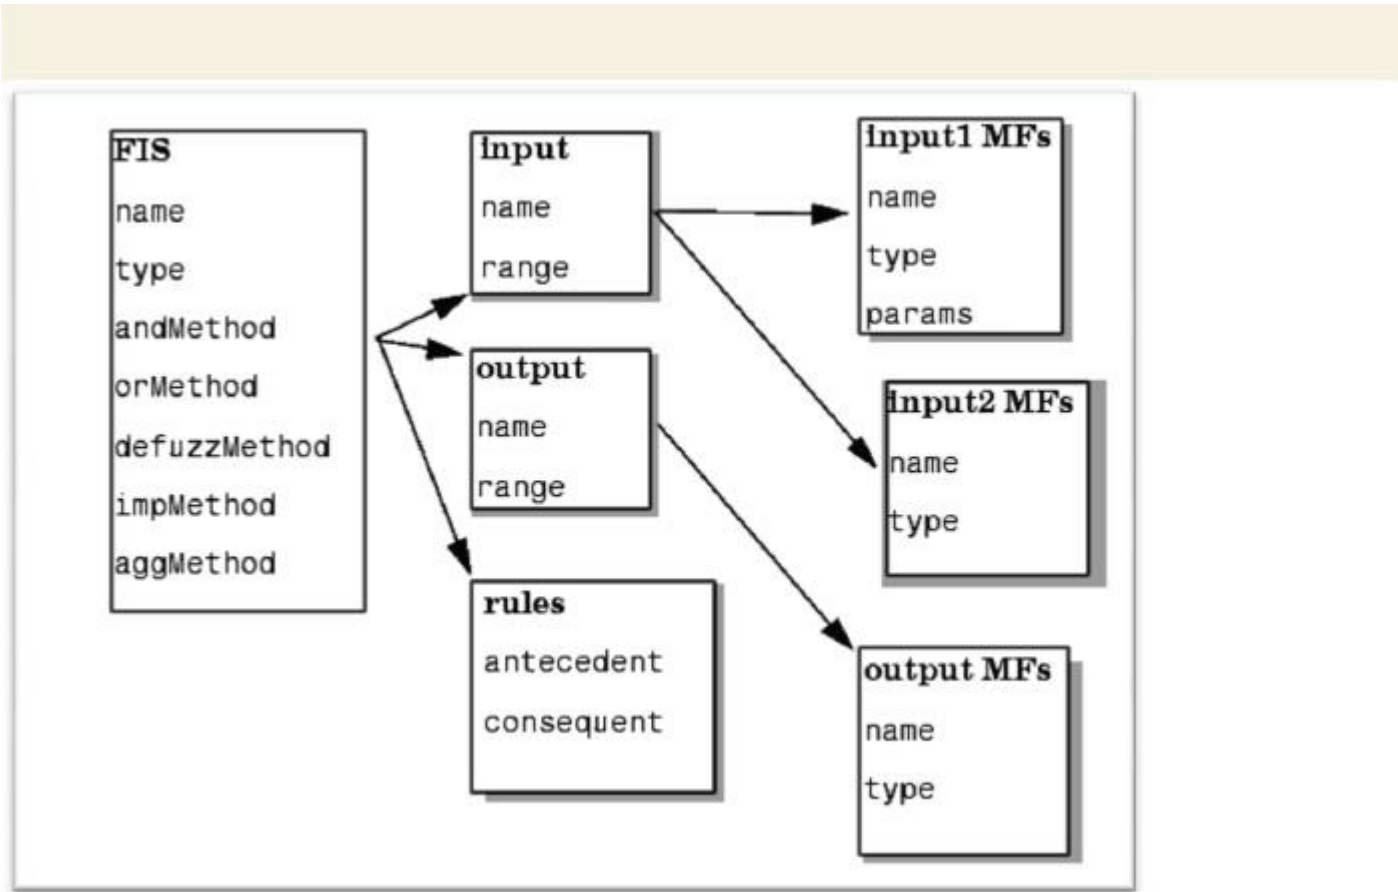 FIS
name
type
andMethod
orMethod
defuzzMethod
impMethod
aggMethod
input
name
range
output
name
range
rules
antecedent
consequent
input1 MFs
name
type
params
input2 MFs
name
type
output MFs
name
type